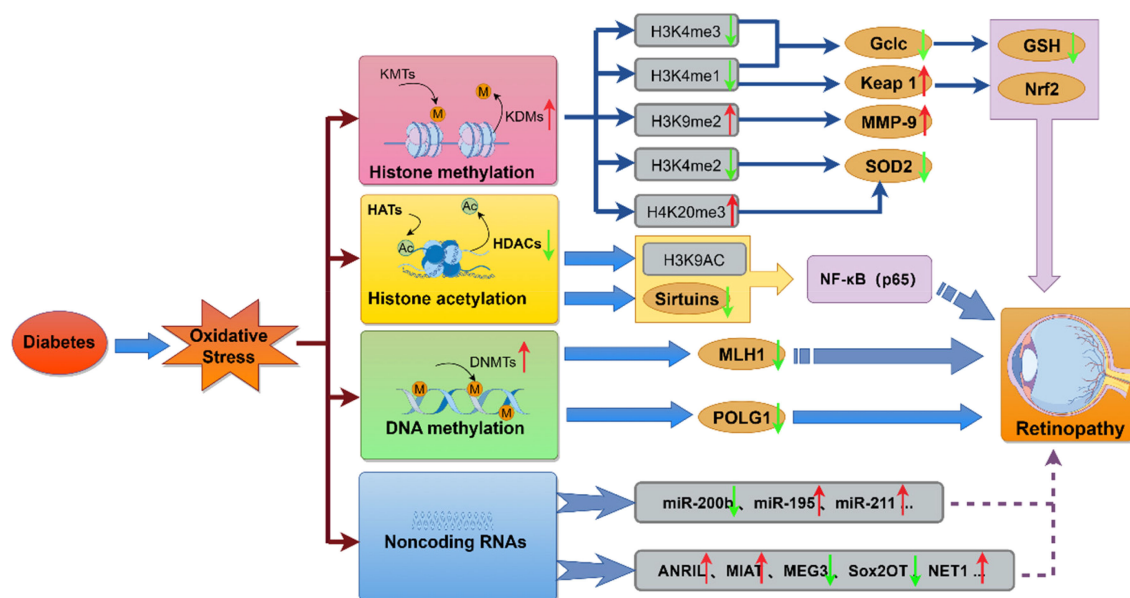 Diabetes
Oxidative
Stress
KMTs
M
M
KDMs
Histone methylation
HATs
Ac
Ac
HDACs
Histone acetylation
DNMTs
M
M
M
DNA methylation
Noncoding RNAs
H3K4me3
H3K4me1
H3K9me2
H3K4me2
H4K20me3
Gclc
Keap 1
MMP-9
SOD2
GSH
Nrf2
H3K9AC
Sirtuins
NF-κB（p65）
MLH1
POLG1
Retinopathy
miR-200b、miR-195、miR-211 ...
ANRIL、MIAT、MEG3、Sox2OT、NET1 ...